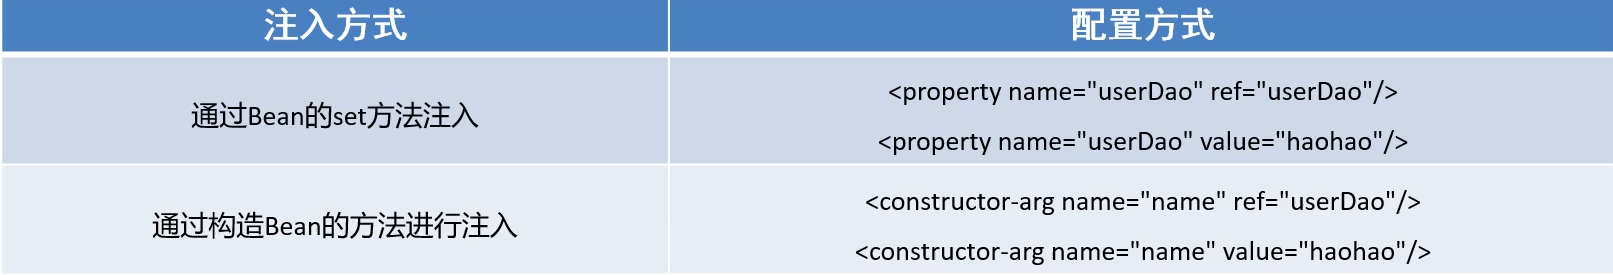 注入方式
配置方式
通过Bean的set方法注入
<property name="userDao" ref="userDao"/>
<property name="userDao" value="haohao"/>
通过构造Bean的方法进行注入
<constructor-arg name="name" ref="userDao"/>
<constructor-arg name="name" value="haohao"/>